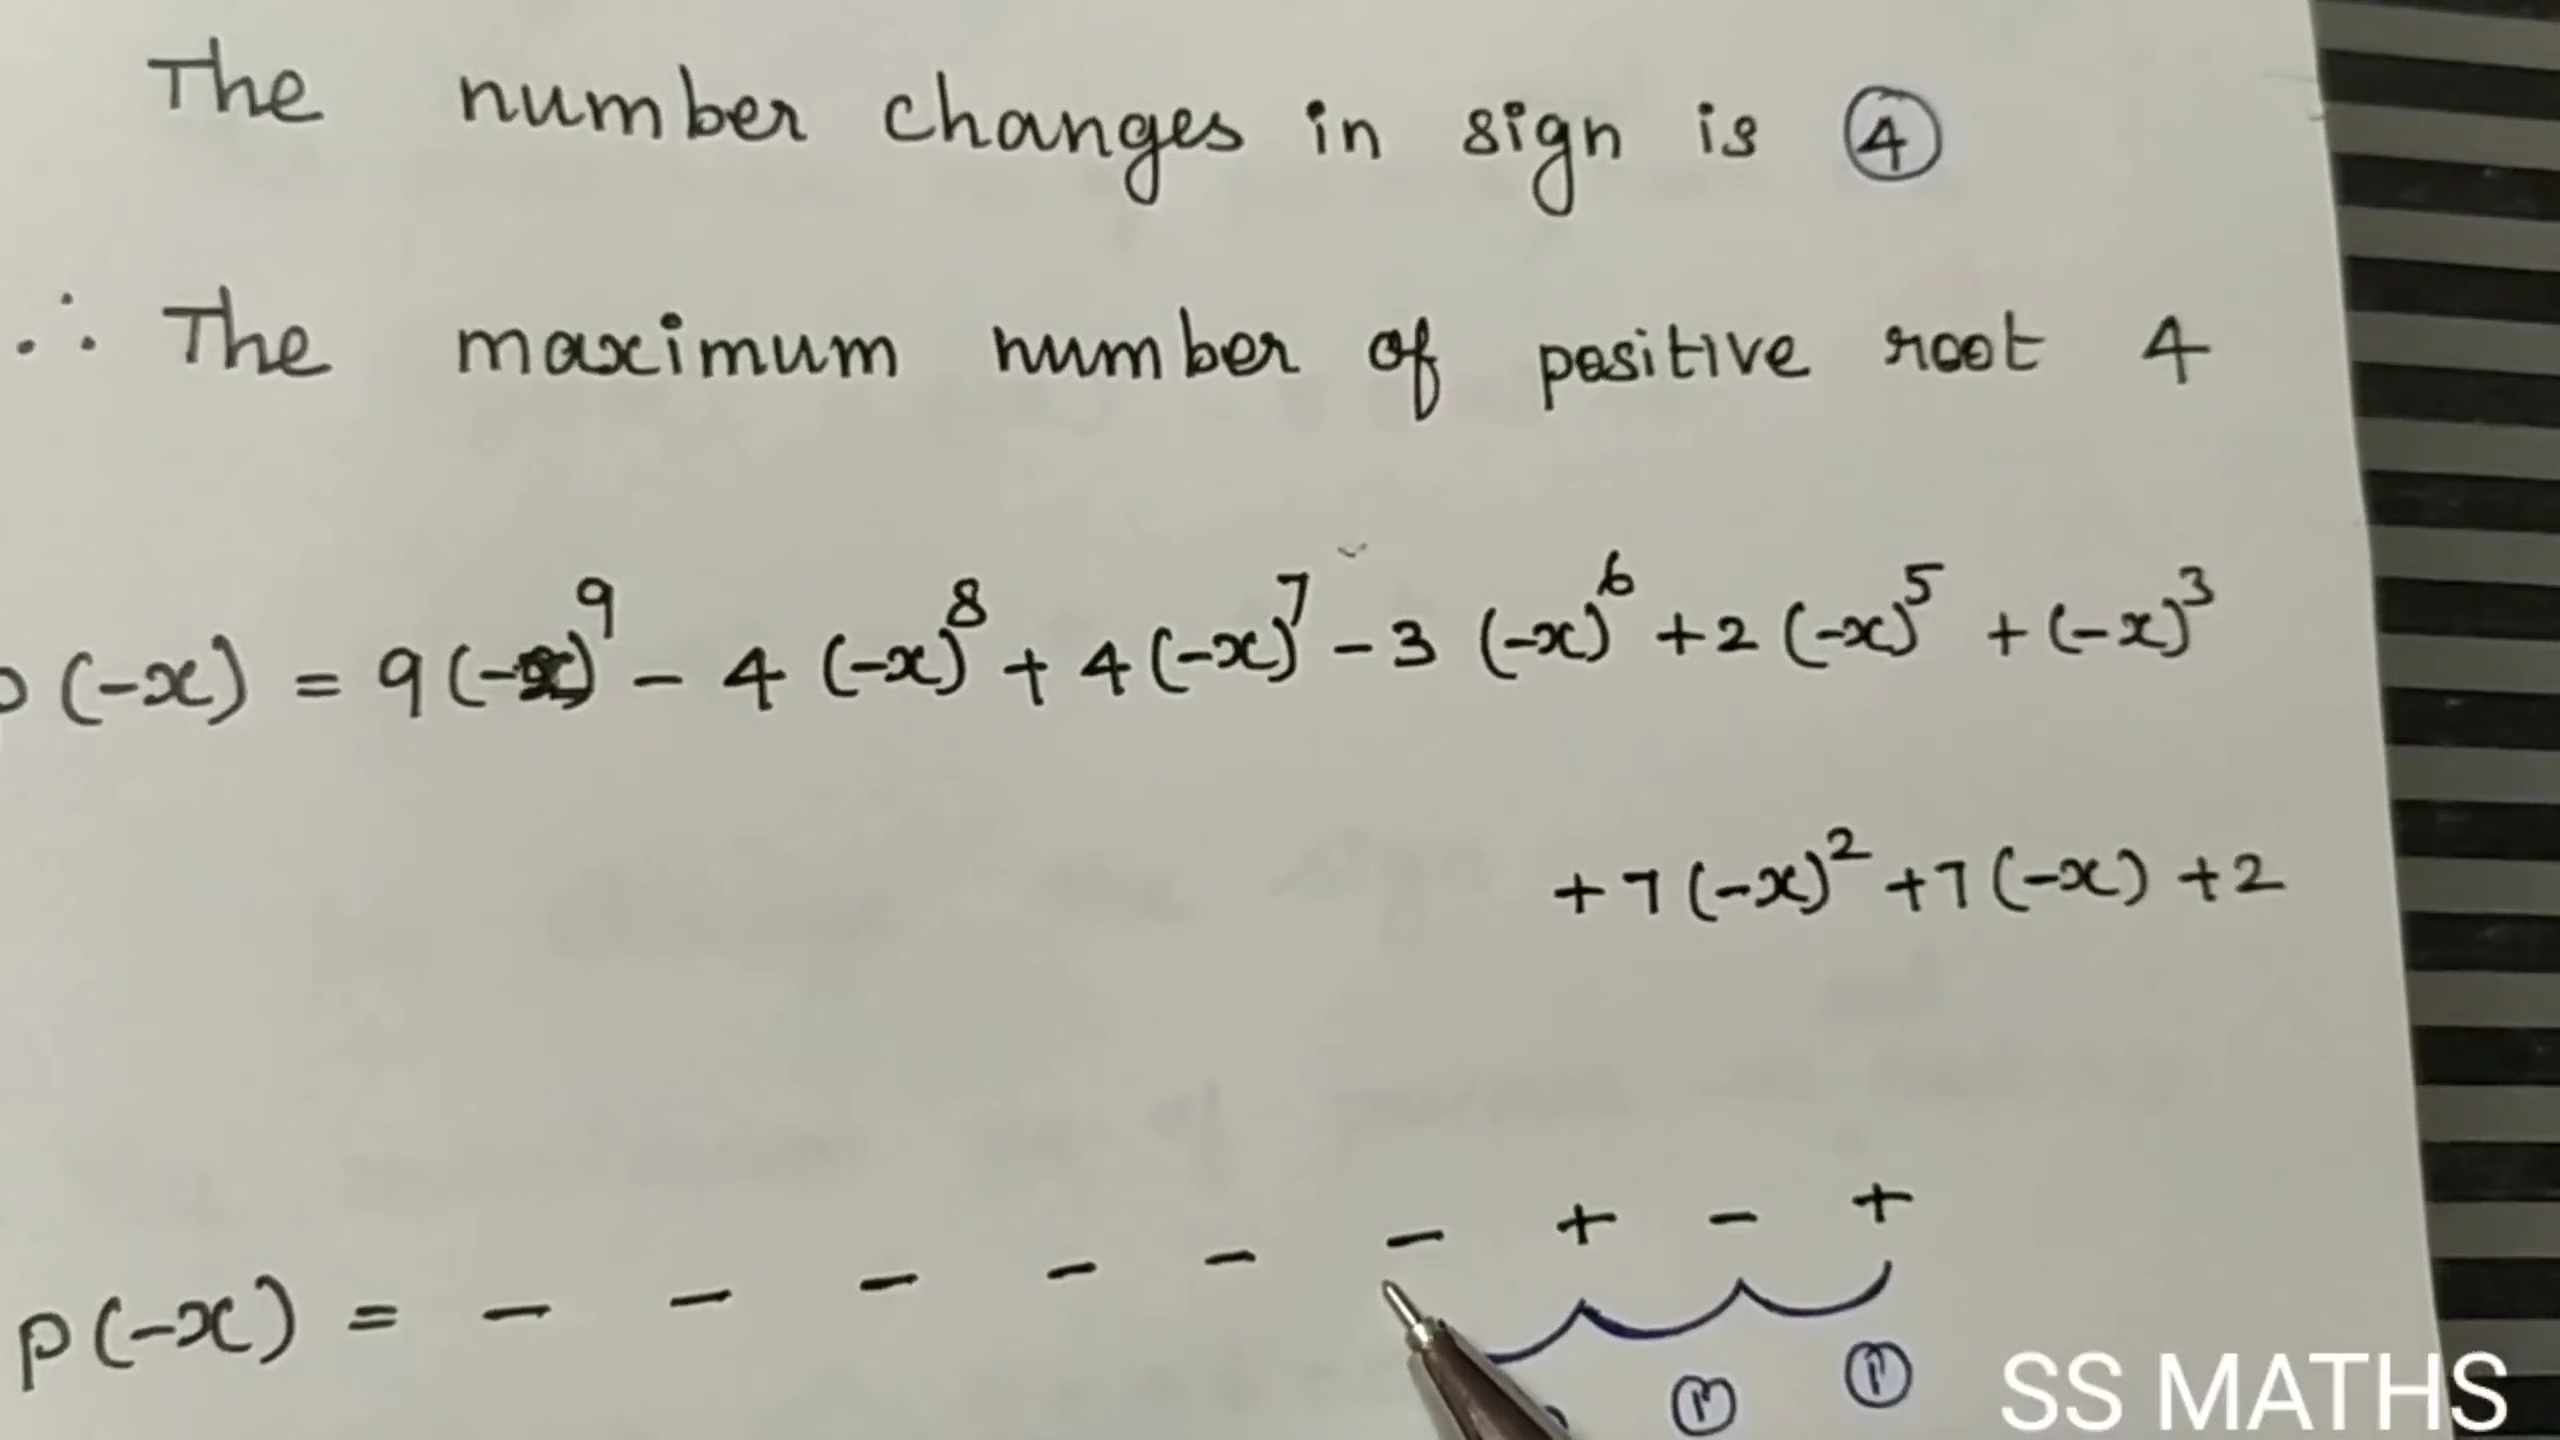 The number changes in sign is 4
∴ The maximum number of positive root 4
p(-x) = 9(-x)^9 - 4(-x)^8 + 4(-x)^7 - 3(-x)^6 + 2(-x)^5 + (-x)^3
+ 7(-x)^2 + 7(-x) + 2
p(-x) = - - - - - - + - +
1 1
SS MATHS